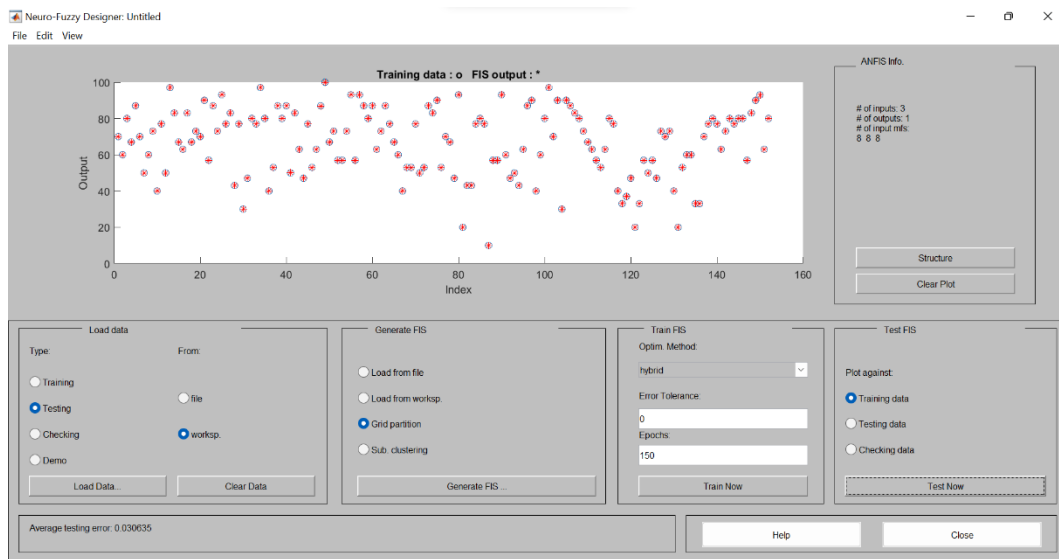 Neuro-Fuzzy Designer: Untitled
File Edit View
Training data : o FIS output : *
100
80
60
40
20
0
Output
0 20 40 60 80 100 120 140 160
Index
ANFIS Info.
# of inputs: 3
# of outputs: 1
# of input mfs:
8 8 8
Structure
Clear Plot
Load data
Type:
From:
Training
Testing
Checking
Demo
file
worksp.
Load Data...
Clear Data
Generate FIS
Load from file
Load from worksp.
Grid partition
Sub. clustering
Generate FIS ...
Train FIS
Optim. Method:
hybrid
Error Tolerance:
0
Epochs:
150
Train Now
Test FIS
Plot against:
Training data
Testing data
Checking data
Test Now
Average testing error: 0.030635
Help
Close